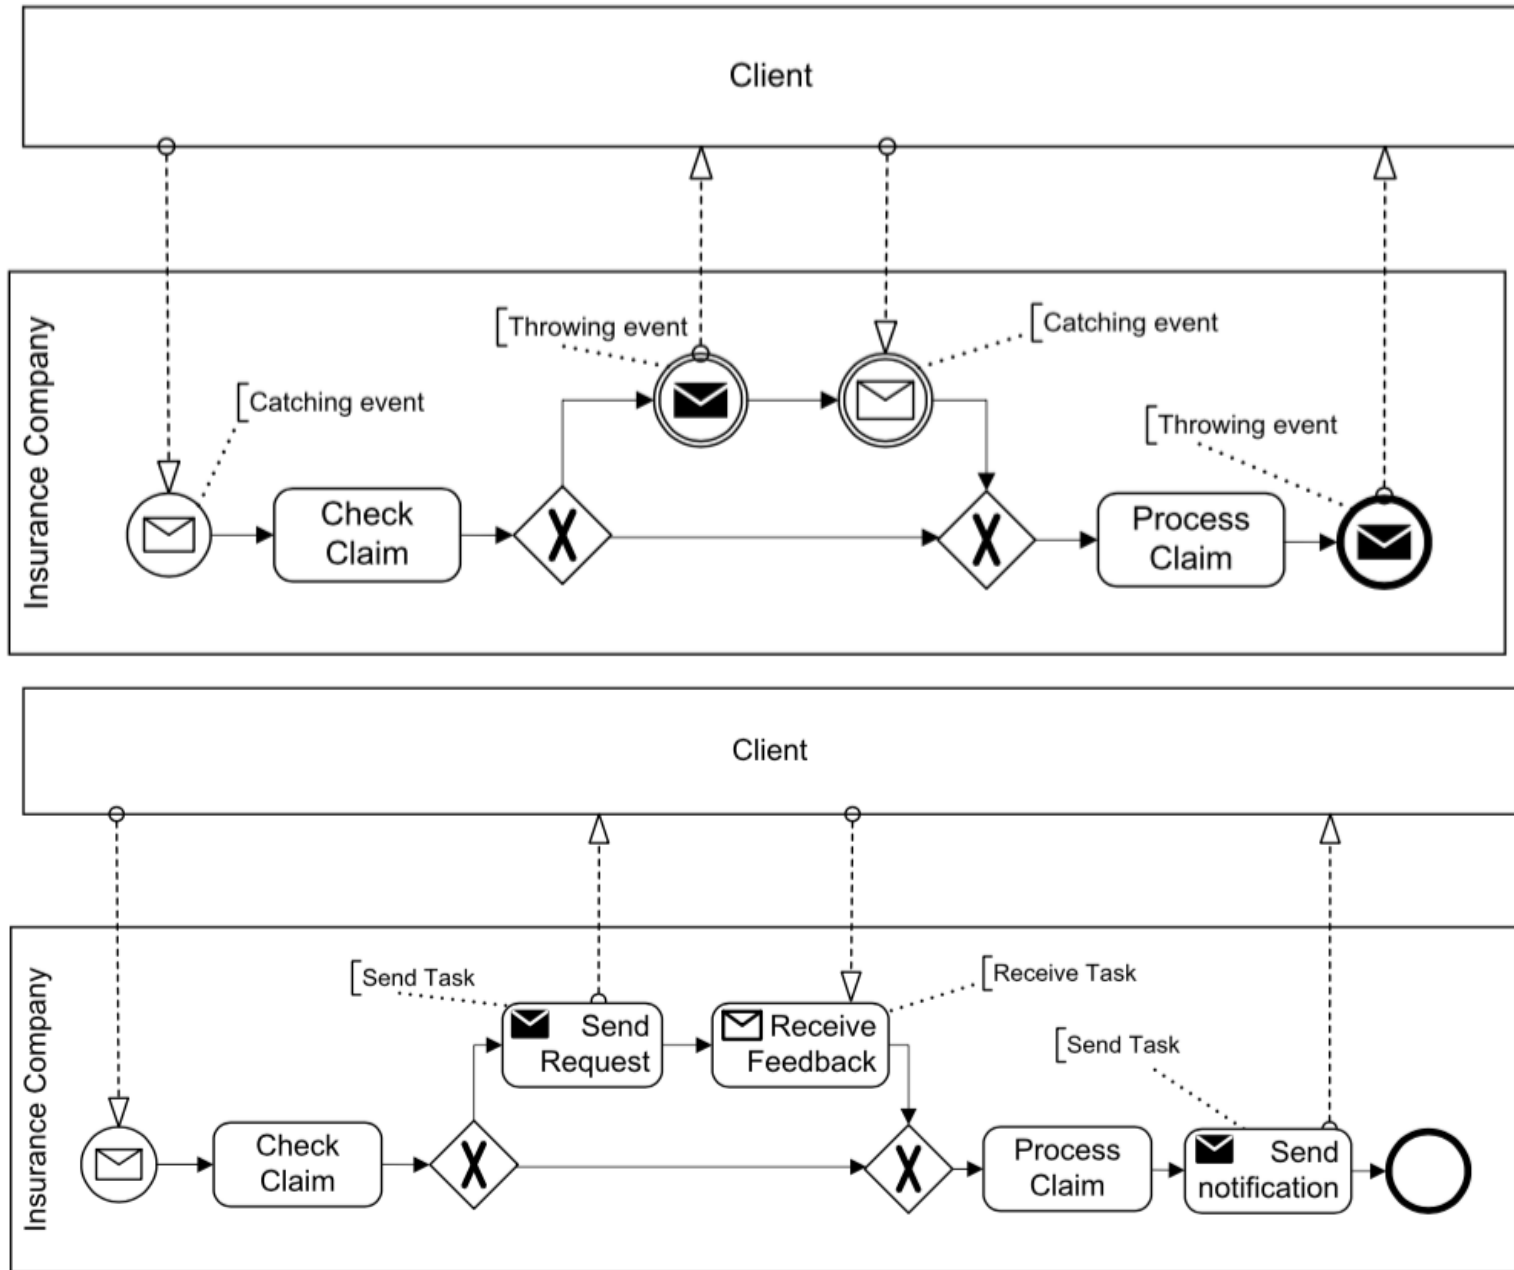 Client
Insurance Company
Throwing event
Catching event
Catching event
Throwing event
Check
Claim
X
X
Process
Claim
Client
Insurance Company
Send Task
Receive Task
Send
Request
Receive
Feedback
Send Task
Check
Claim
X
X
Process
Claim
Send
notification